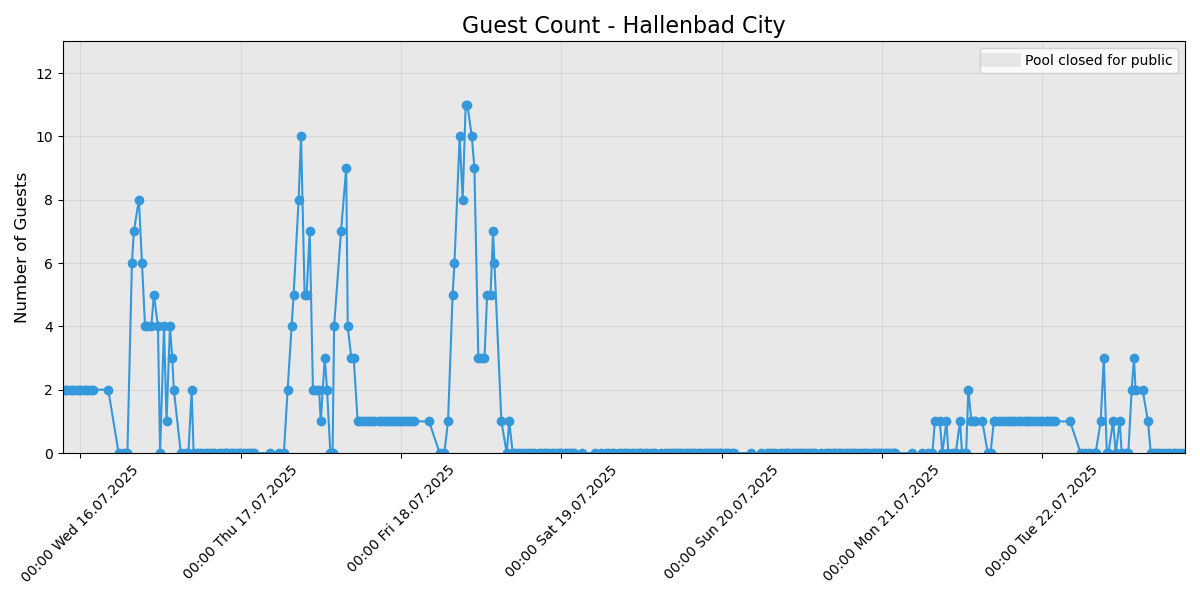 Guest Count - Hallenbad City
Pool closed for public
Number of Guests
12
10
8
6
4
2
0
00:00 Wed 16.07.2025
00:00 Thu 17.07.2025
00:00 Fri 18.07.2025
00:00 Sat 19.07.2025
00:00 Sun 20.07.2025
00:00 Mon 21.07.2025
00:00 Tue 22.07.2025